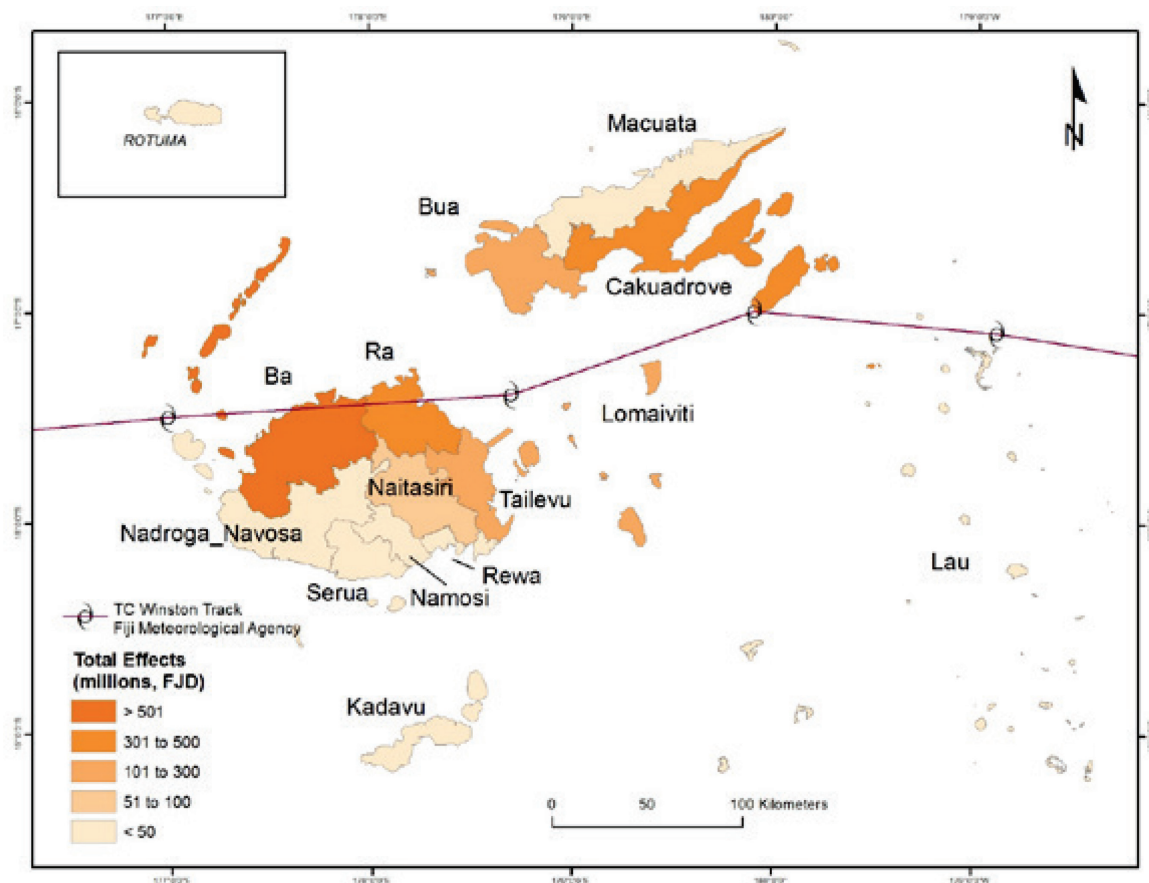 ROTUMA
Macuata
N
Bua
Cakuadrove
Ra
Ba
Lomaiviti
Naitasiri
Tailevu
Nadroga_Navosa
Lau
Rewa
Serua
Namosi
TC Winston Track
Fiji Meteorological Agency
Total Effects
(millions, FJD)
> 501
301 to 500
101 to 300
51 to 100
< 50
Kadavu
0 50 100 Kilometers